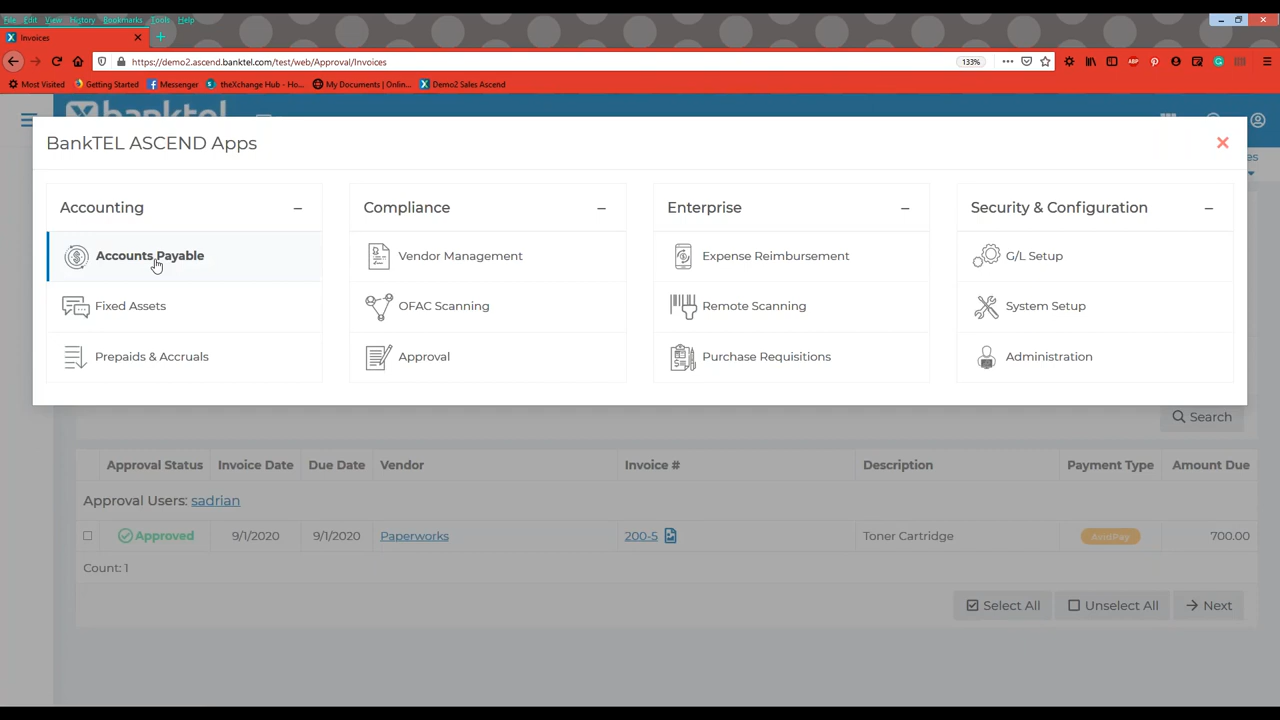 File Edit View History Bookmarks Tools Help
Invoices
https://demo2.ascend.banktel.com/test/web/Approval/Invoices
133%
Most Visited Getting Started Messenger theXchange Hub - Ho... My Documents | Onlin... Demo2 Sales Ascend
banktel
BankTEL ASCEND Apps
Accounting
Compliance
Enterprise
Security & Configuration
Accounts Payable
Vendor Management
Expense Reimbursement
G/L Setup
Fixed Assets
OFAC Scanning
Remote Scanning
System Setup
Prepaids & Accruals
Approval
Purchase Requisitions
Administration
Search
Approval Status Invoice Date Due Date Vendor Invoice # Description Payment Type Amount Due
Approval Users: sadrian
Approved 9/1/2020 9/1/2020 Paperworks 200-5 Toner Cartridge AvidPay 700.00
Count: 1
Select All Unselect All Next